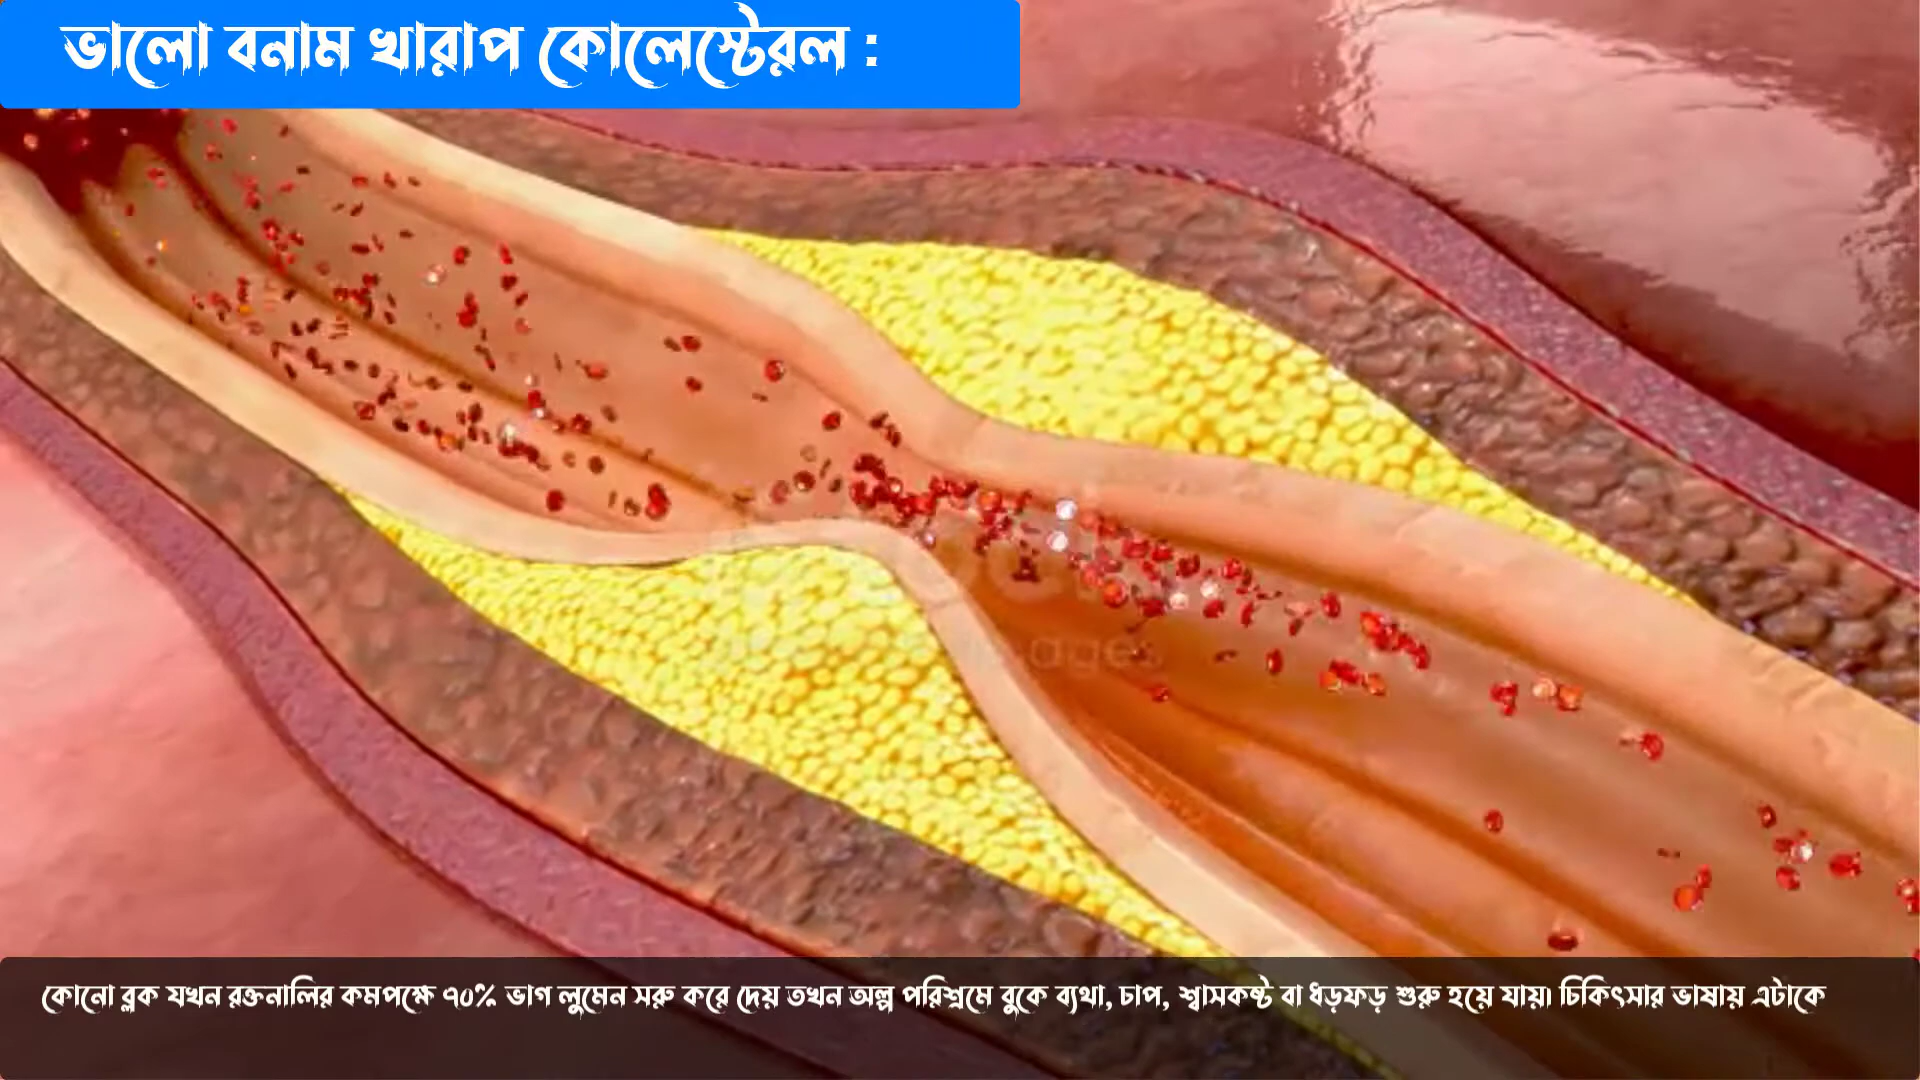 ভালো বনাম খারাপ কোলেস্টেরল :
কোনো ব্লক যখন রক্তনালির কমপক্ষে ৭০% ভাগ লুমেন সরু করে দেয় তখন অল্প পরিশ্রমে বুকে ব্যথা, চাপ, শ্বাসকষ্ট বা ধড়ফড় শুরু হয়ে যায়। চিকিৎসার ভাষায় এটাকে